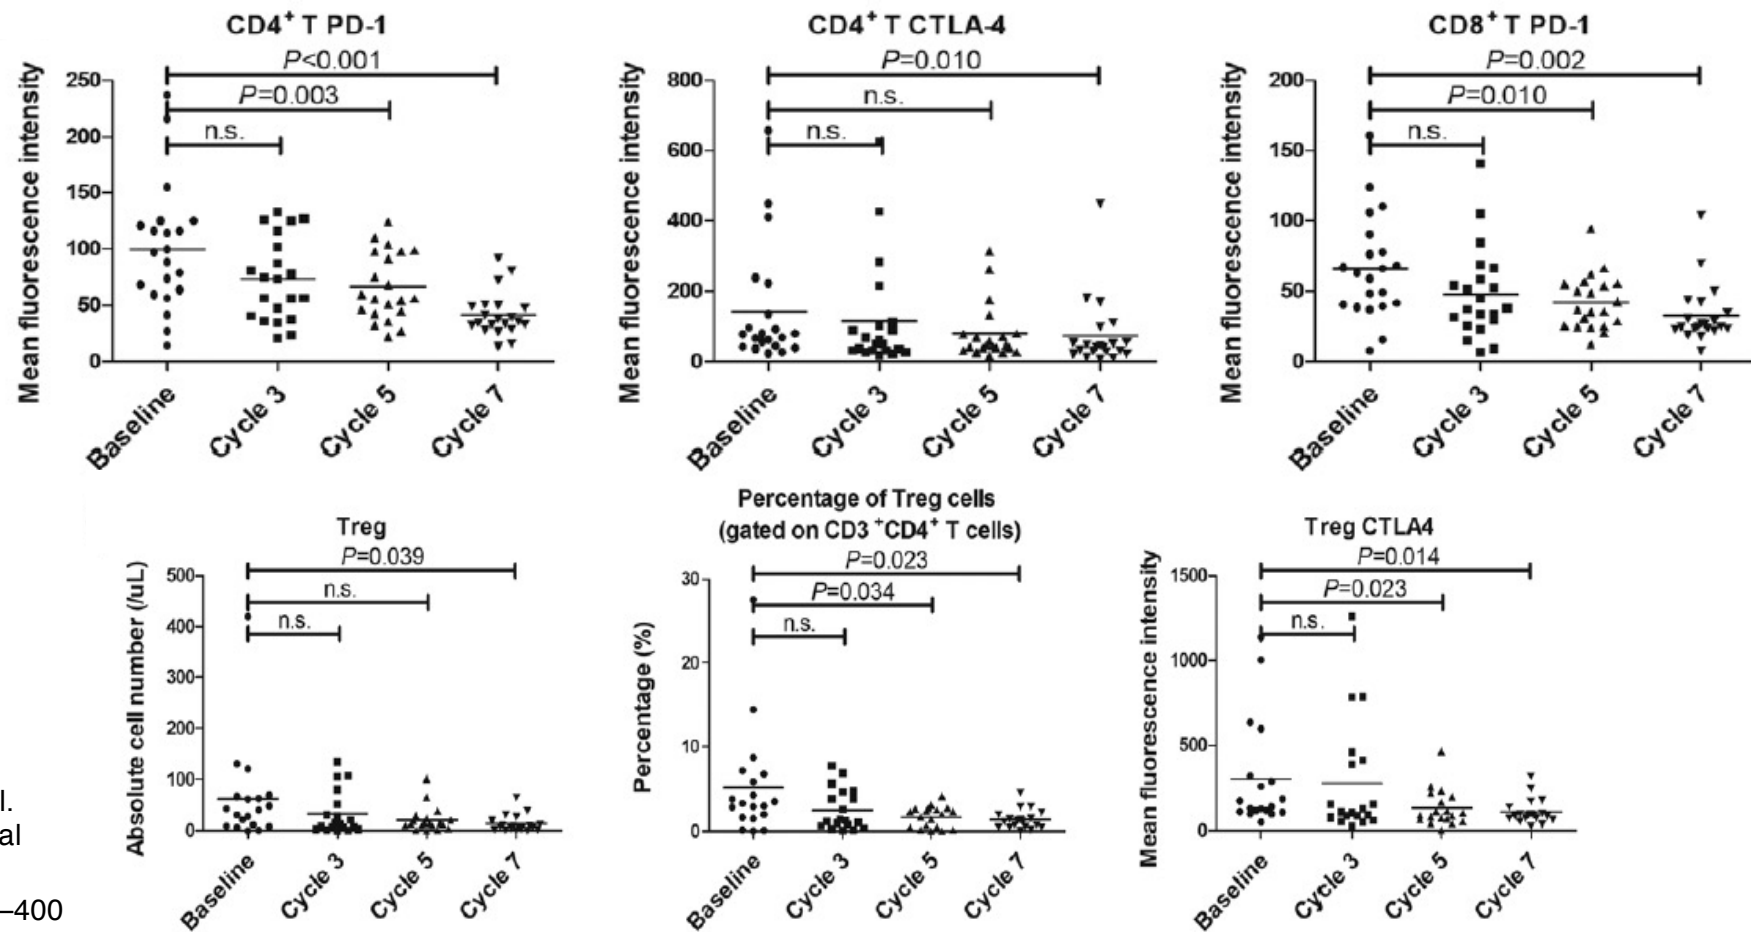 CD4+ T PD-1
P<0.001
P=0.003
n.s.
Mean fluorescence intensity
250
200
150
100
50
0
Baseline
Cycle 3
Cycle 5
Cycle 7
CD4+ T CTLA-4
P=0.010
n.s.
n.s.
Mean fluorescence intensity
800
600
400
200
0
Baseline
Cycle 3
Cycle 5
Cycle 7
CD8+ T PD-1
P=0.002
P=0.010
n.s.
Mean fluorescence intensity
200
150
100
50
0
Baseline
Cycle 3
Cycle 5
Cycle 7
Treg
P=0.039
n.s.
n.s.
Absolute cell number (/uL)
500
400
300
200
100
0
Baseline
Cycle 3
Cycle 5
Cycle 7
Percentage of Treg cells
(gated on CD3 +CD4+ T cells)
P=0.023
P=0.034
n.s.
Percentage (%)
30
20
10
0
Baseline
Cycle 3
Cycle 5
Cycle 7
Treg CTLA4
P=0.014
P=0.023
n.s.
Mean fluorescence intensity
1500
1000
500
0
Baseline
Cycle 3
Cycle 5
Cycle 7
l.
al
–400